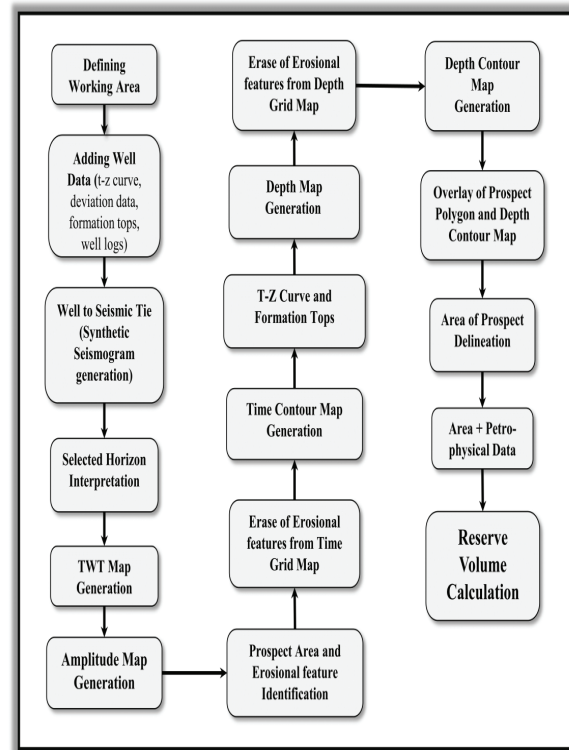 Defining
Working Area
Adding Well
Data (t-z curve,
deviation data,
formation tops,
well logs)
Well to Seismic Tie
(Synthetic
Seismogram
generation)
Selected Horizon
Interpretation
TWT Map
Generation
Amplitude Map
Generation
Prospect Area and
Erosional feature
Identification
Erase of Erosional
features from Time
Grid Map
Time Contour Map
Generation
T-Z Curve and
Formation Tops
Depth Map
Generation
Erase of Erosional
features from Depth
Grid Map
Depth Contour
Map
Generation
Overlay of Prospect
Polygon and Depth
Contour Map
Area of Prospect
Delineation
Area + Petro-
physical Data
Reserve
Volume
Calculation